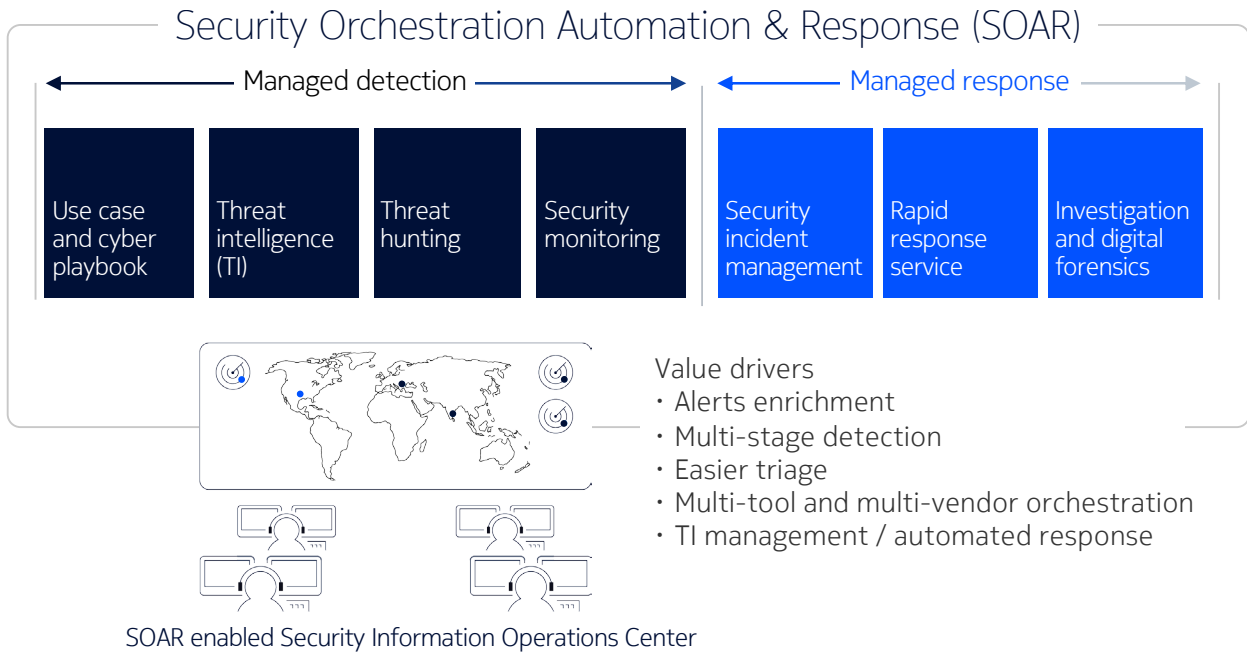 Security Orchestration Automation & Response (SOAR)
Managed detection
Managed response
Use case
and cyber
playbook
Threat
intelligence
(TI)
Threat
hunting
Security
monitoring
Security
incident
management
Rapid
response
service
Investigation
and digital
forensics
Value drivers
· Alerts enrichment
· Multi-stage detection
· Easier triage
· Multi-tool and multi-vendor orchestration
· TI management / automated response
SOAR enabled Security Information Operations Center